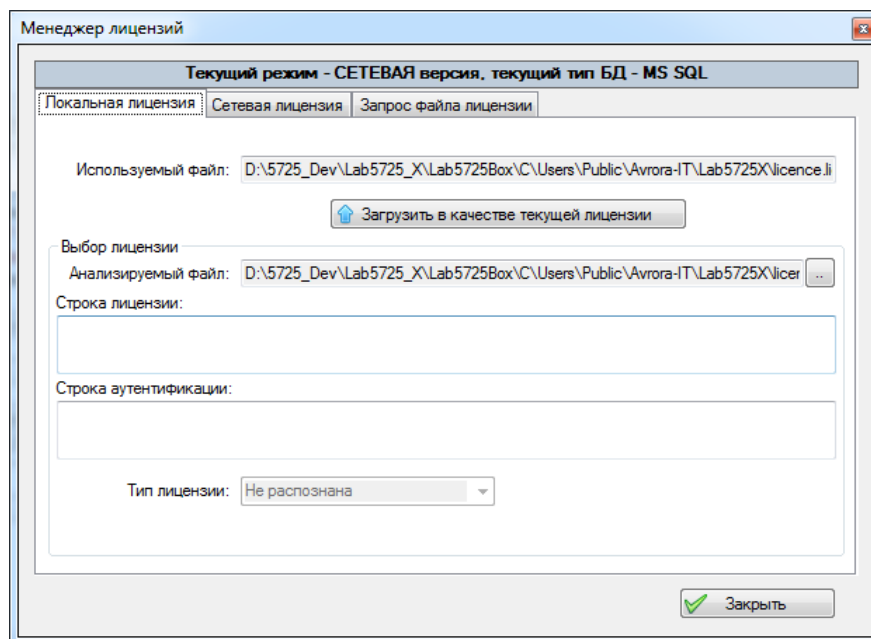 Менеджер лицензий
Текущий режим - СЕТЕВАЯ версия, текущий тип БД - MS SQL
Локальная лицензия Сетевая лицензия Запрос файла лицензии
Используемый файл: D:\5725_Dev\Lab5725_X\Lab5725Box\C\Users\Public\Avrora-IT\Lab5725X\licence.li
Загрузить в качестве текущей лицензии
Выбор лицензии
Анализируемый файл: D:\5725_Dev\Lab5725_X\Lab5725Box\C\Users\Public\Avrora-IT\Lab5725X\licer ..
Строка лицензии:
Строка аутентификации:
Тип лицензии: Не распознана
Закрыть